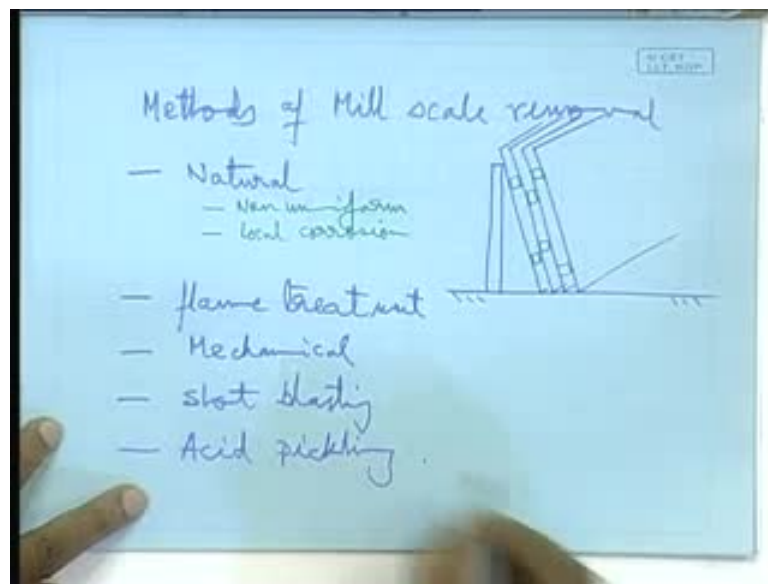 Methods of Mill scale removal
— Natural
— Non uniform
— Local corrosion
— flame treatment
— Mechanical
— Shot blasting
— Acid pickling .